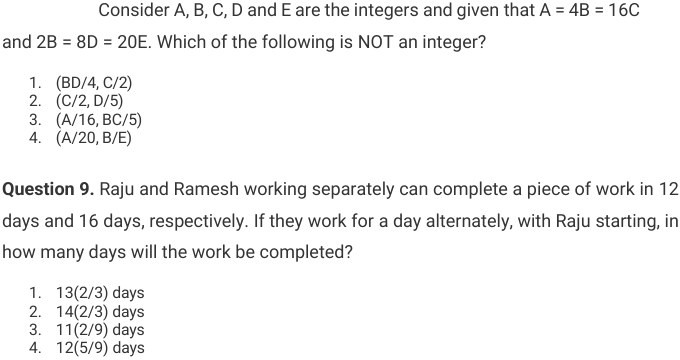 Consider A, B, C, D and E are the integers and given that A = 4B = 16C
and 2B = 8D = 20E. Which of the following is NOT an integer?
1. (BD/4, C/2)
2. (C/2, D/5)
3. (A/16, BC/5)
4. (A/20, B/E)
Question 9. Raju and Ramesh working separately can complete a piece of work in 12
days and 16 days, respectively. If they work for a day alternately, with Raju starting, in
how many days will the work be completed?
1. 13(2/3) days
2. 14(2/3) days
3. 11(2/9) days
4. 12(5/9) days